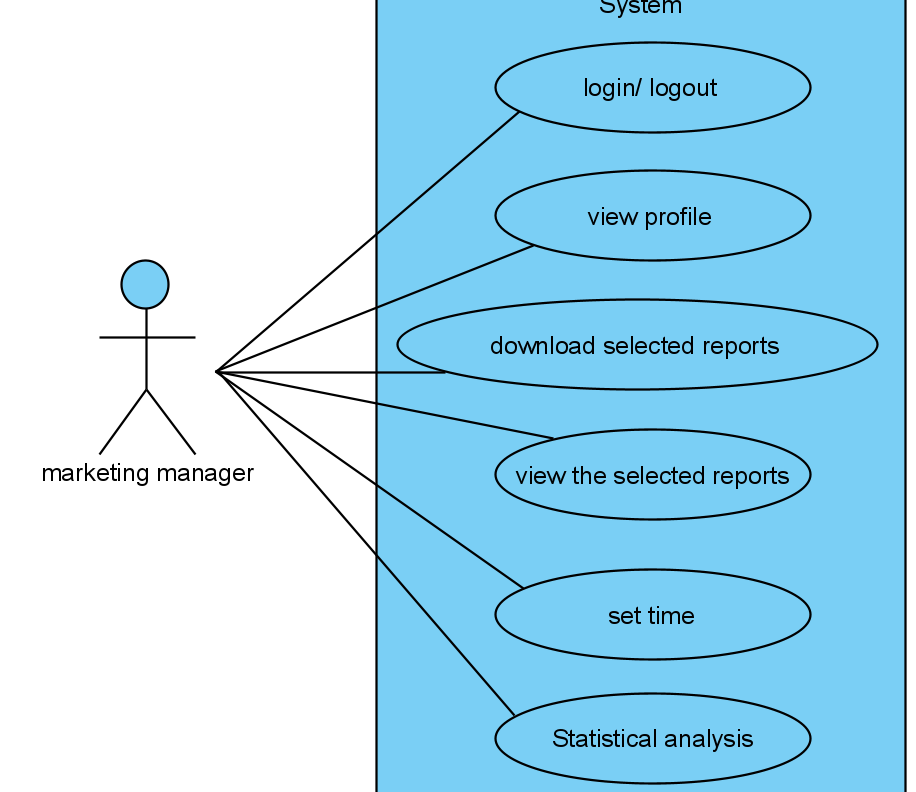 System
login/ logout
view profile
download selected reports
marketing manager
view the selected reports
set time
Statistical analysis